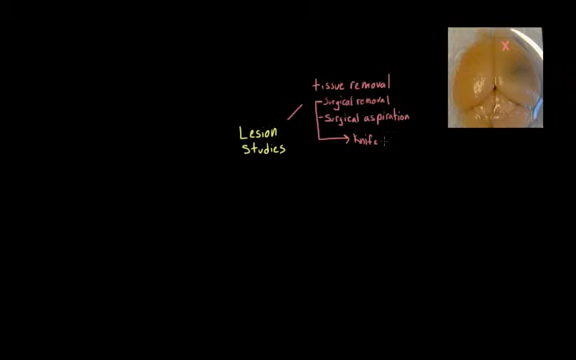 Lesion
studies
tissue removal
-surgical removal
-surgical aspiration
knife
x